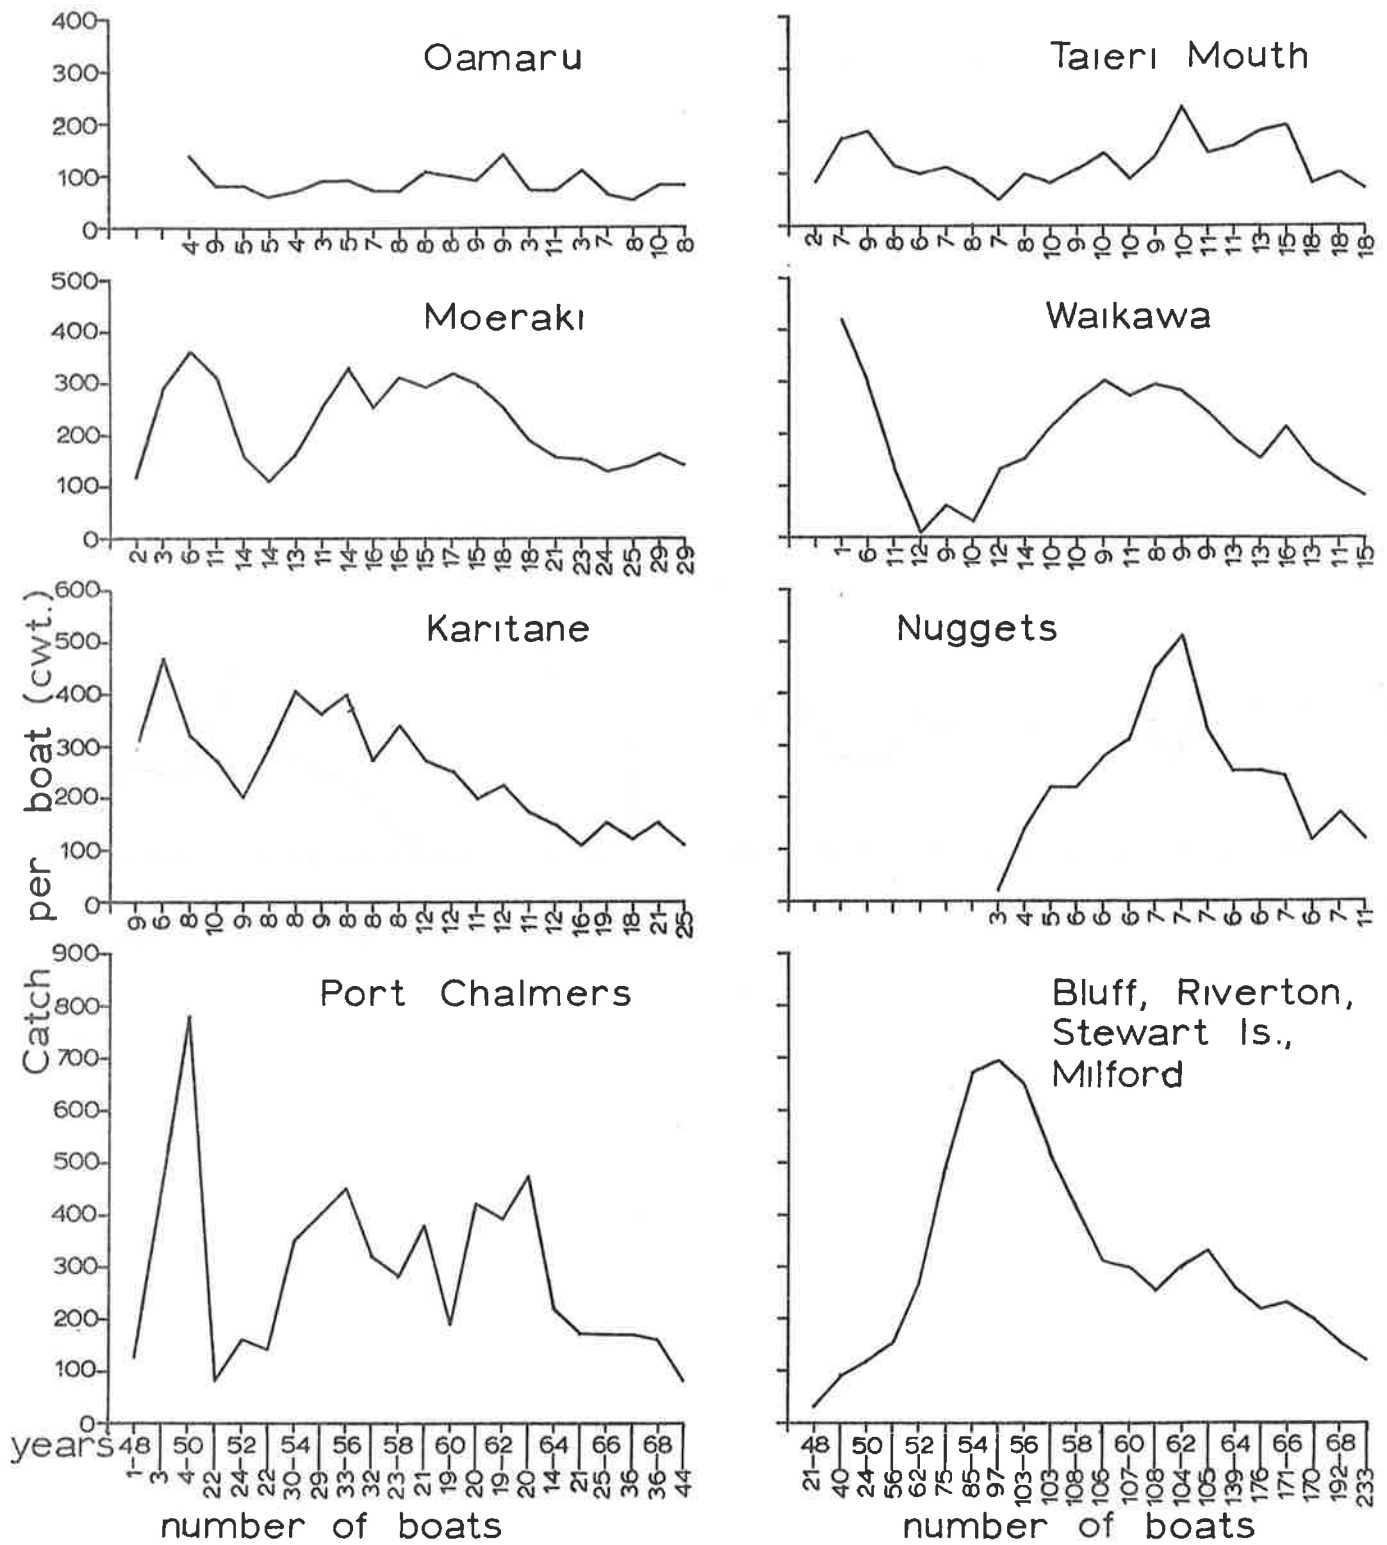 Oamaru
400
300
200
100
0
4 9 5 5 4 3 5 7 8 8 8 9 9 3 11 3 7 8 10 8
Taieri Mouth
2 7 9 8 6 7 8 7 8 10 9 10 10 9 10 11 11 13 15 18 18 18
Moeraki
500
400
300
200
100
0
2 3 6 11 14 14 13 11 14 16 16 15 17 15 18 18 21 23 24 25 29 29
Waikawa
1 6 11 12 9 10 12 14 10 10 9 11 8 9 9 13 13 16 13 11 15
Karitane
600
500
400
300
200
100
0
9 6 8 10 9 8 8 9 8 8 8 12 12 11 12 11 12 16 19 18 21 25
Nuggets
3 4 5 6 6 6 7 7 7 6 6 7 6 7 11
Port Chalmers
900
800
700
600
500
400
300
200
100
0
Bluff, Riverton,
Stewart Is.,
Milford
Catch per boat (cwt.)
years 48 50 52 54 56 58 60 62 64 66 68
1 3 4 22 24 22 30 29 33 32 23 21 19 20 19 20 14 21 25 36 36 44
number of boats
48 50 52 54 56 58 60 62 64 66 68
21 40 24 56 62 75 85 97 103 103 108 106 107 108 104 105 139 176 171 170 192 233
number of boats